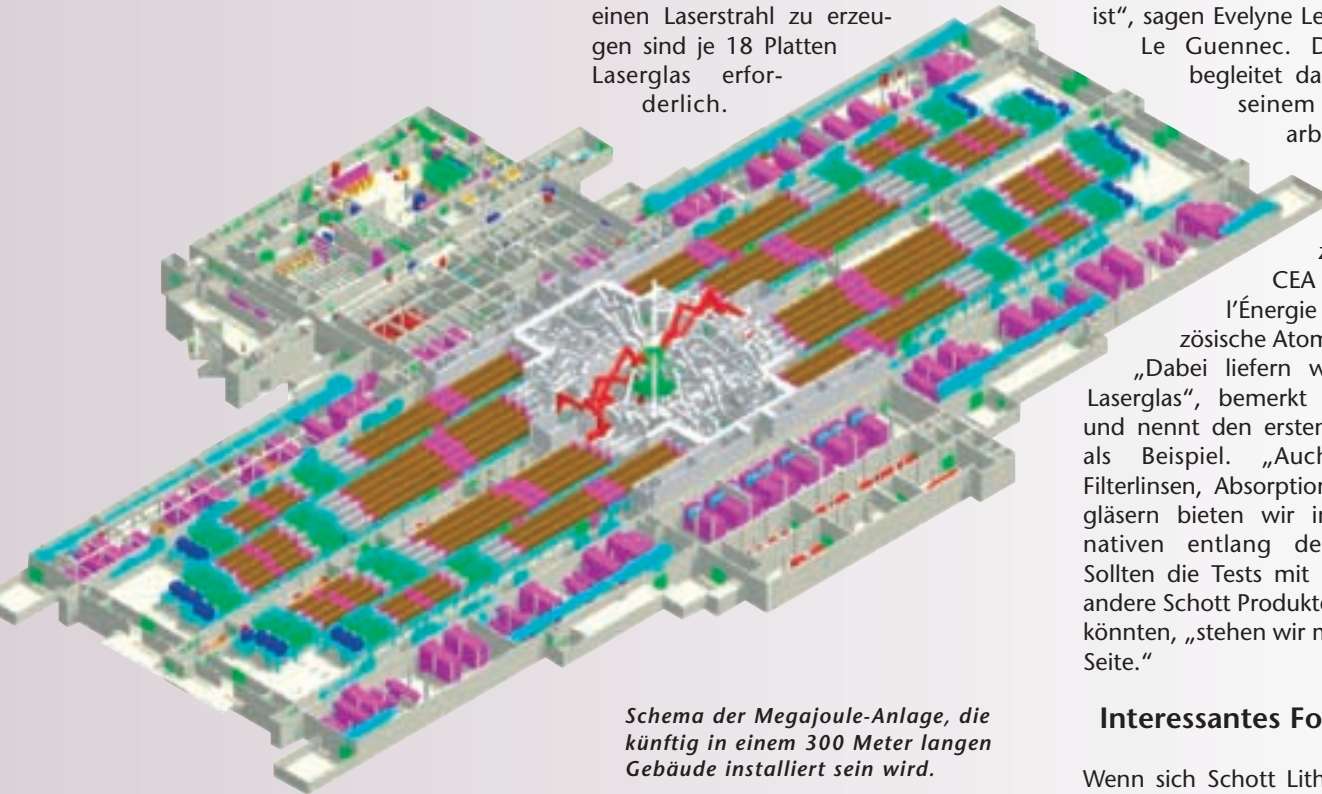 einen Laserstrahl zu erzeu-
gen sind je 18 Platten
Laserglas erfor-
derlich.
Schema der Megajoule-Anlage, die
künftig in einem 300 Meter langen
Gebäude installiert sein wird.
ist“, sagen Evelyne Le
Le Guennec. D
begleitet da
seinem
arb
z
CEA
l'Énergie
zösische Atom
„Dabei liefern w
Laserglas“, bemerkt
und nennt den ersten
als Beispiel. „Auch
Filterlinsen, Absorption
gläsern bieten wir in
nativen entlang de
Sollten die Tests mit
andere Schott Produkte
könnten, „stehen wir n
Seite.“
Interessantes Fo
Wenn sich Schott Lith